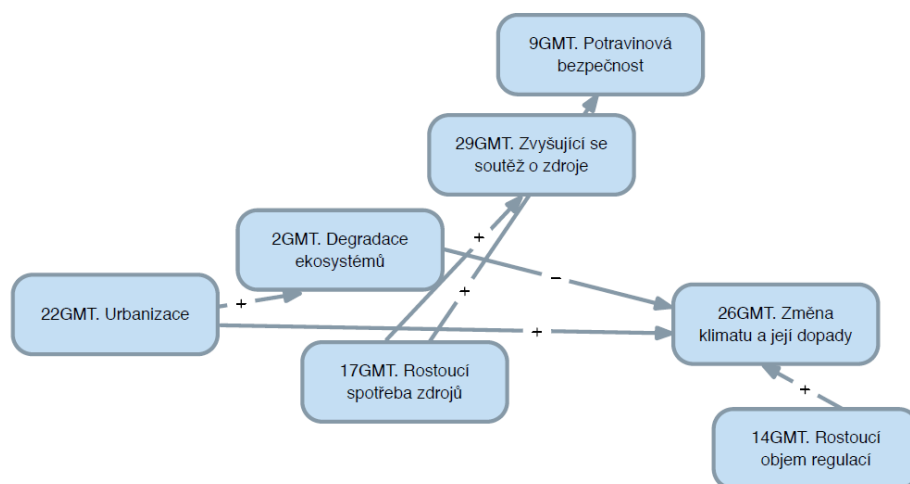 9GMT. Potravinová
bezpečnost
29GMT. Zvyšující se
soutěž o zdroje
+
2GMT. Degradace
ekosystémů
−
+
+
22GMT. Urbanizace
+
26GMT. Změna
klimatu a její dopady
17GMT. Rostoucí
spotřeba zdrojů
+
14GMT. Rostoucí
objem regulací